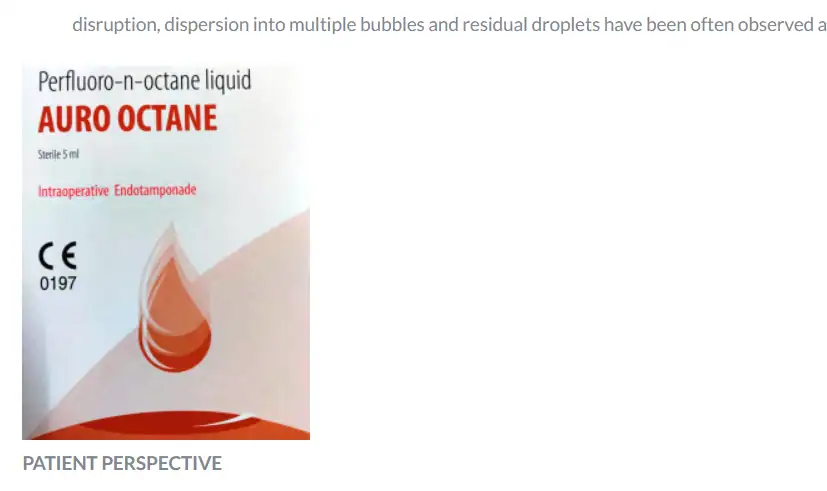 disruption, dispersion into multiple bubbles and residual droplets have been often observed a
Perfluoro-n-octane liquid
AURO OCTANE
Sterile 5 ml
Intraoperative Endotamponade
CE
0197
PATIENT PERSPECTIVE